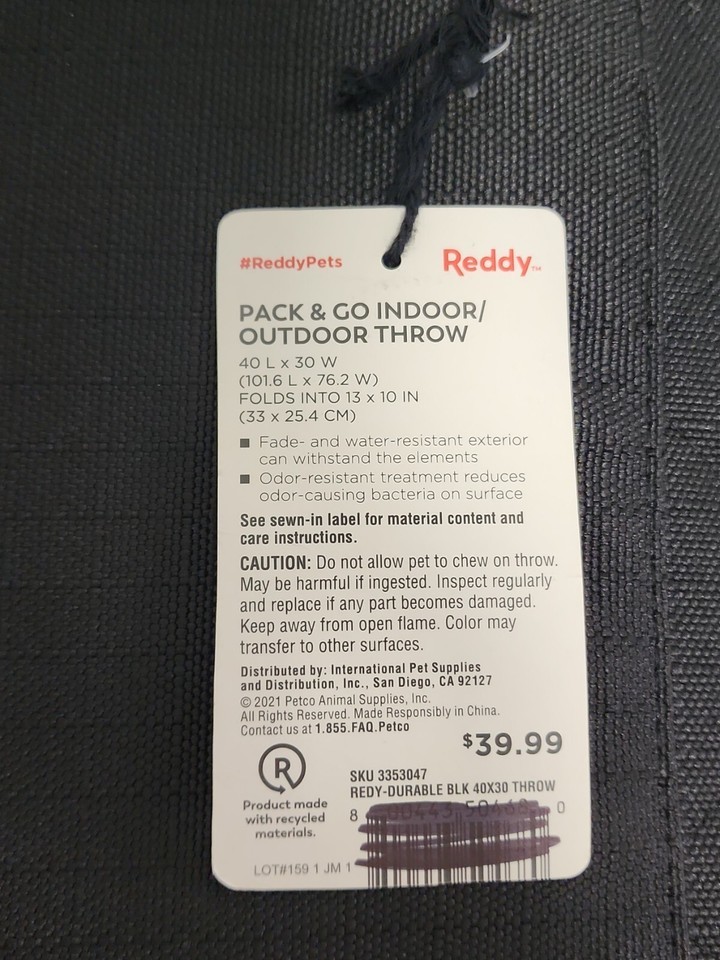 #ReddyPets
Reddy™
PACK & GO INDOOR/
OUTDOOR THROW
40 L x 30 W
(101.6 L x 76.2 W)
FOLDS INTO 13 x 10 IN
(33 x 25.4 CM)
■ Fade- and water-resistant exterior
can withstand the elements
■ Odor-resistant treatment reduces
odor-causing bacteria on surface
See sewn-in label for material content and
care instructions.
CAUTION: Do not allow pet to chew on throw.
May be harmful if ingested. Inspect regularly
and replace if any part becomes damaged.
Keep away from open flame. Color may
transfer to other surfaces.
Distributed by: International Pet Supplies
and Distribution, Inc., San Diego, CA 92127
© 2021 Petco Animal Supplies, Inc.
All Rights Reserved. Made Responsibly in China.
Contact us at 1.855.FAQ.Petco
$39.99
R
Product made
with recycled
materials.
SKU 3353047
REDY-DURABLE BLK 40X30 THROW
8 0
LOT#159 1 JM 1